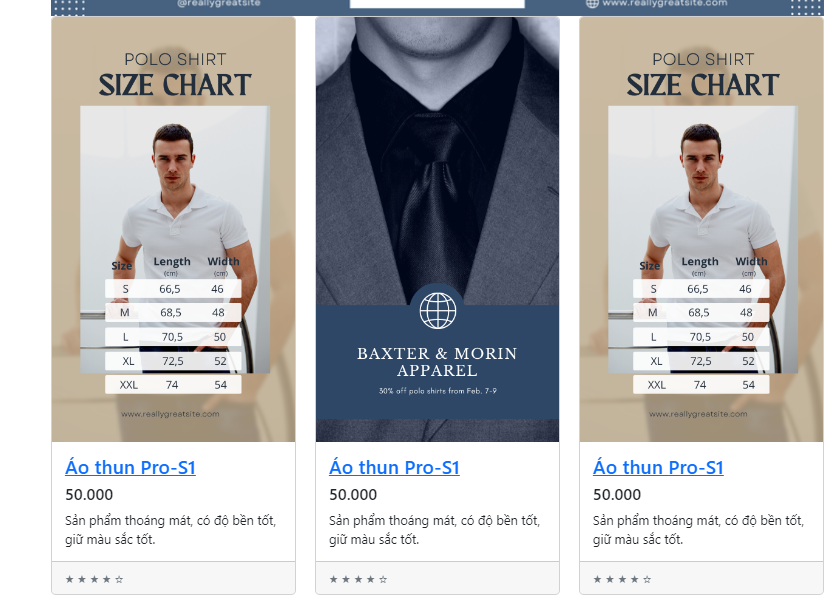 @reallygreatsite
www.reallygreatsite.com
POLO SHIRT
SIZE CHART
Size Length (cm) Width (cm)
S 66,5 46
M 68,5 48
L 70,5 50
XL 72,5 52
XXL 74 54
www.reallygreatsite.com
Áo thun Pro-S1
50.000
Sản phẩm thoáng mát, có độ bền tốt,
giữ màu sắc tốt.
★ ★ ★ ★ ☆
BAXTER & MORIN
APPAREL
30% off polo shirts from Feb. 7-9
Áo thun Pro-S1
50.000
Sản phẩm thoáng mát, có độ bền tốt,
giữ màu sắc tốt.
★ ★ ★ ★ ☆
POLO SHIRT
SIZE CHART
Size Length (cm) Width (cm)
S 66,5 46
M 68,5 48
L 70,5 50
XL 72,5 52
XXL 74 54
www.reallygreatsite.com
Áo thun Pro-S1
50.000
Sản phẩm thoáng mát, có độ bền tốt,
giữ màu sắc tốt.
★ ★ ★ ★ ☆